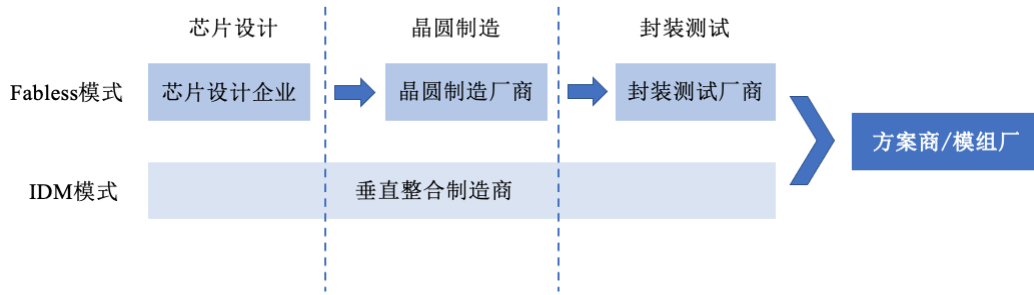 芯片设计
晶圆制造
封装测试
Fabless模式
芯片设计企业
晶圆制造厂商
封装测试厂商
方案商/模组厂
IDM模式
垂直整合制造商